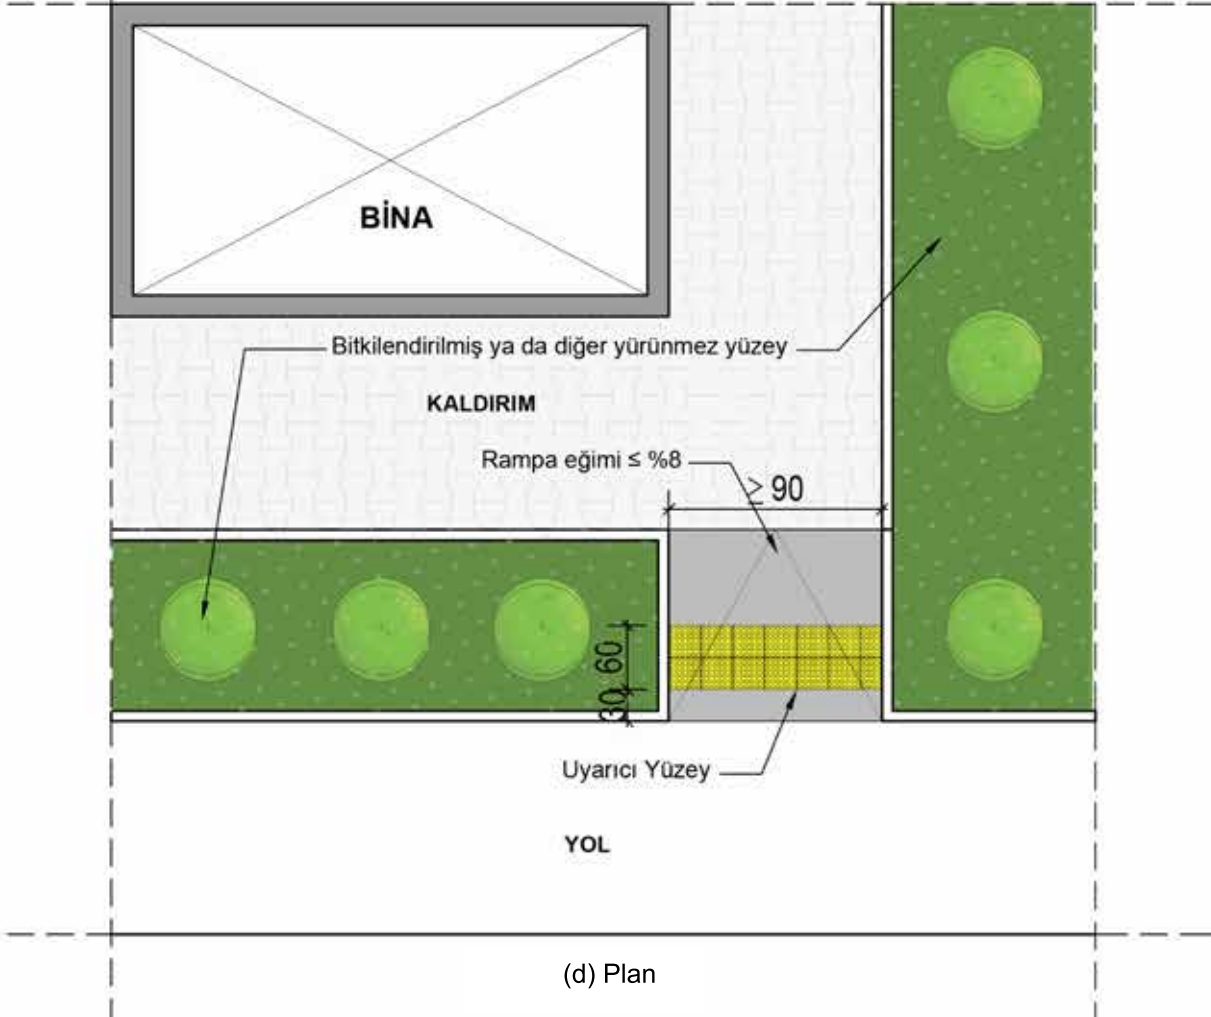 BİNA
Bitkilendirilmiş ya da diğer yürünmez yüzey
KALDIRIM
Rampa eğimi ≤ %8
≥ 90
60
30
Uyarıcı Yüzey
YOL
(d) Plan